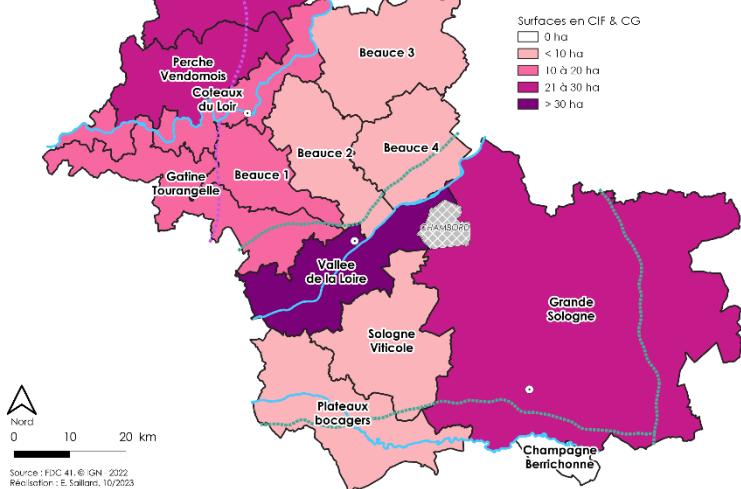 Surfaces en CIF & CG
0 ha
< 10 ha
10 à 20 ha
21 à 30 ha
> 30 ha
Beauce 3
Perche
Vendomois
Coteaux
du Loir
Beauce 2
Beauce 4
Gatine
Tourangelle
Beauce 1
CHAMBORD
Vallée
de la Loire
Grande
Sologne
Sologne
Viticole
Plateaux
bocagers
Champagne
Berrichonne
Nord
0 10 20 km
Source : FDC 41, © IGN - 2022
Réalisation : E. Saillard, 10/2023